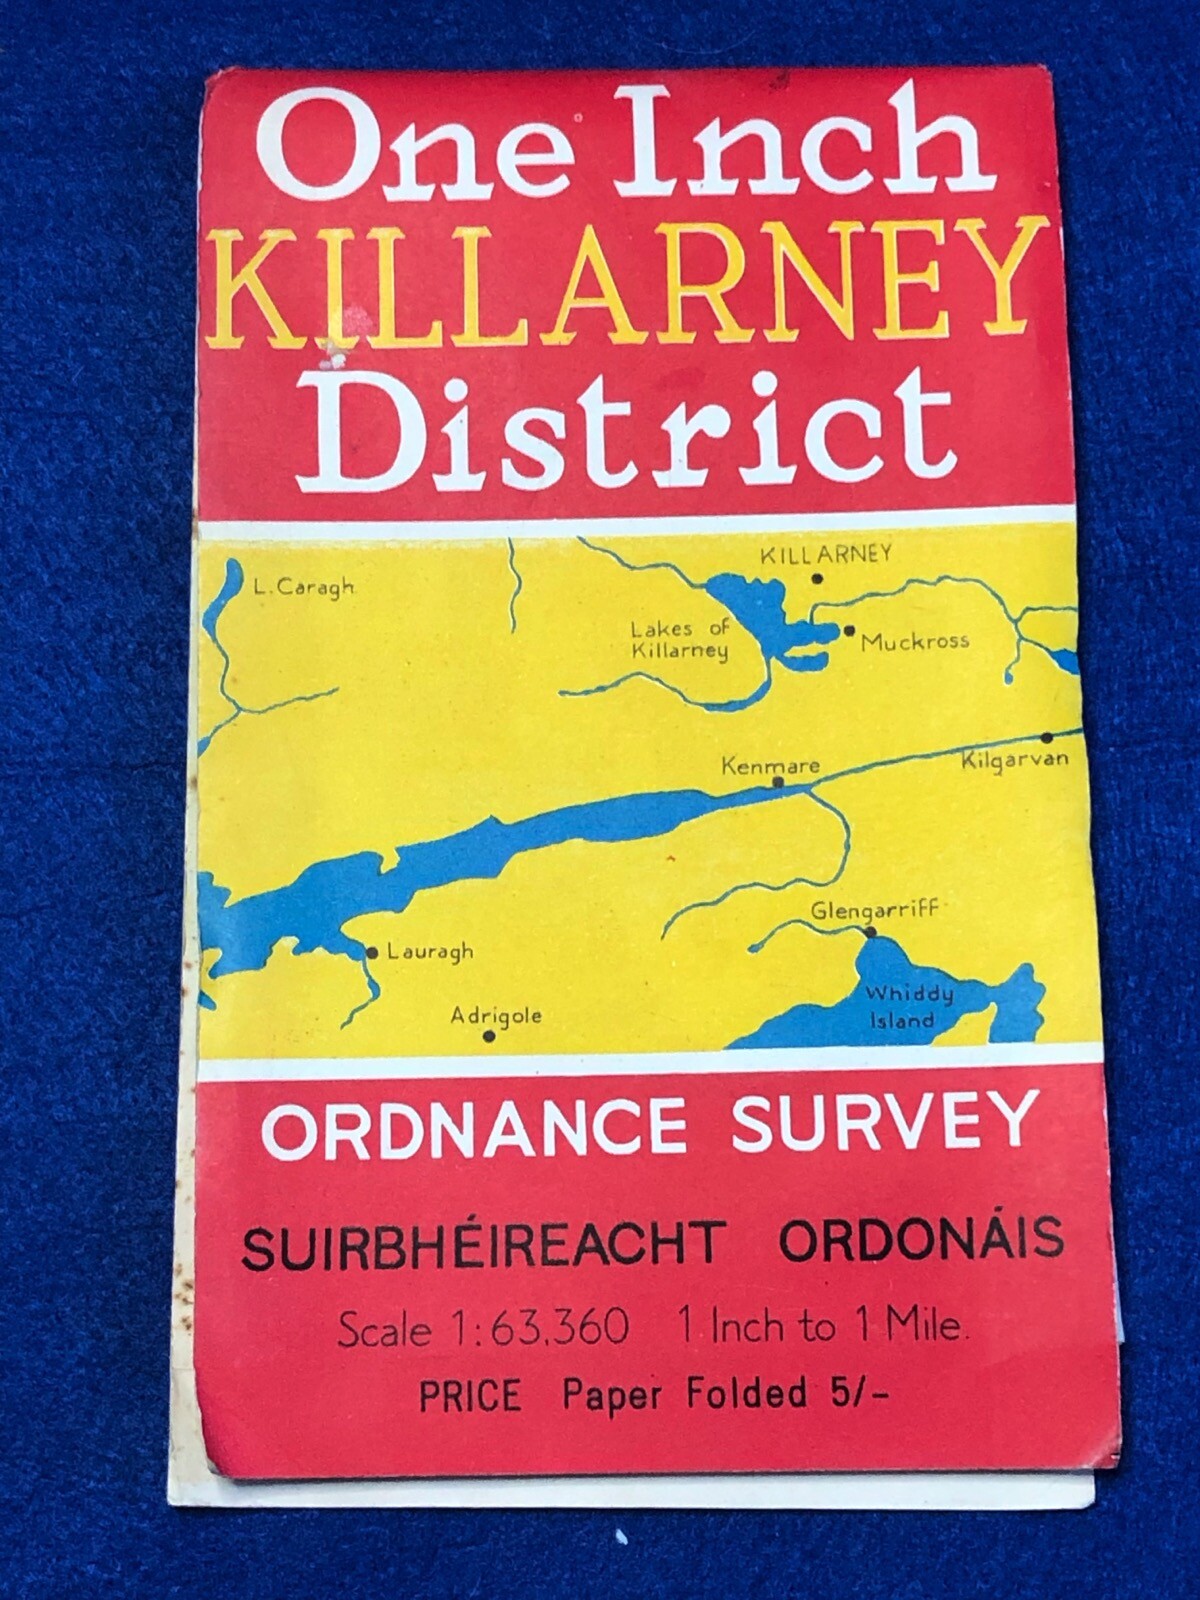 One Inch
KILLARNEY
District
KILLARNEY
L. Caragh
Lakes of
Killarney
Muckross
Kenmare
Kilgarvan
Glengarriff
Lauragh
Whiddy
Island
Adrigole
ORDNANCE SURVEY
SUIRBHÉIREACHT ORDONÁIS
Scale 1:63,360 1 Inch to 1 Mile.
PRICE Paper Folded 5/-